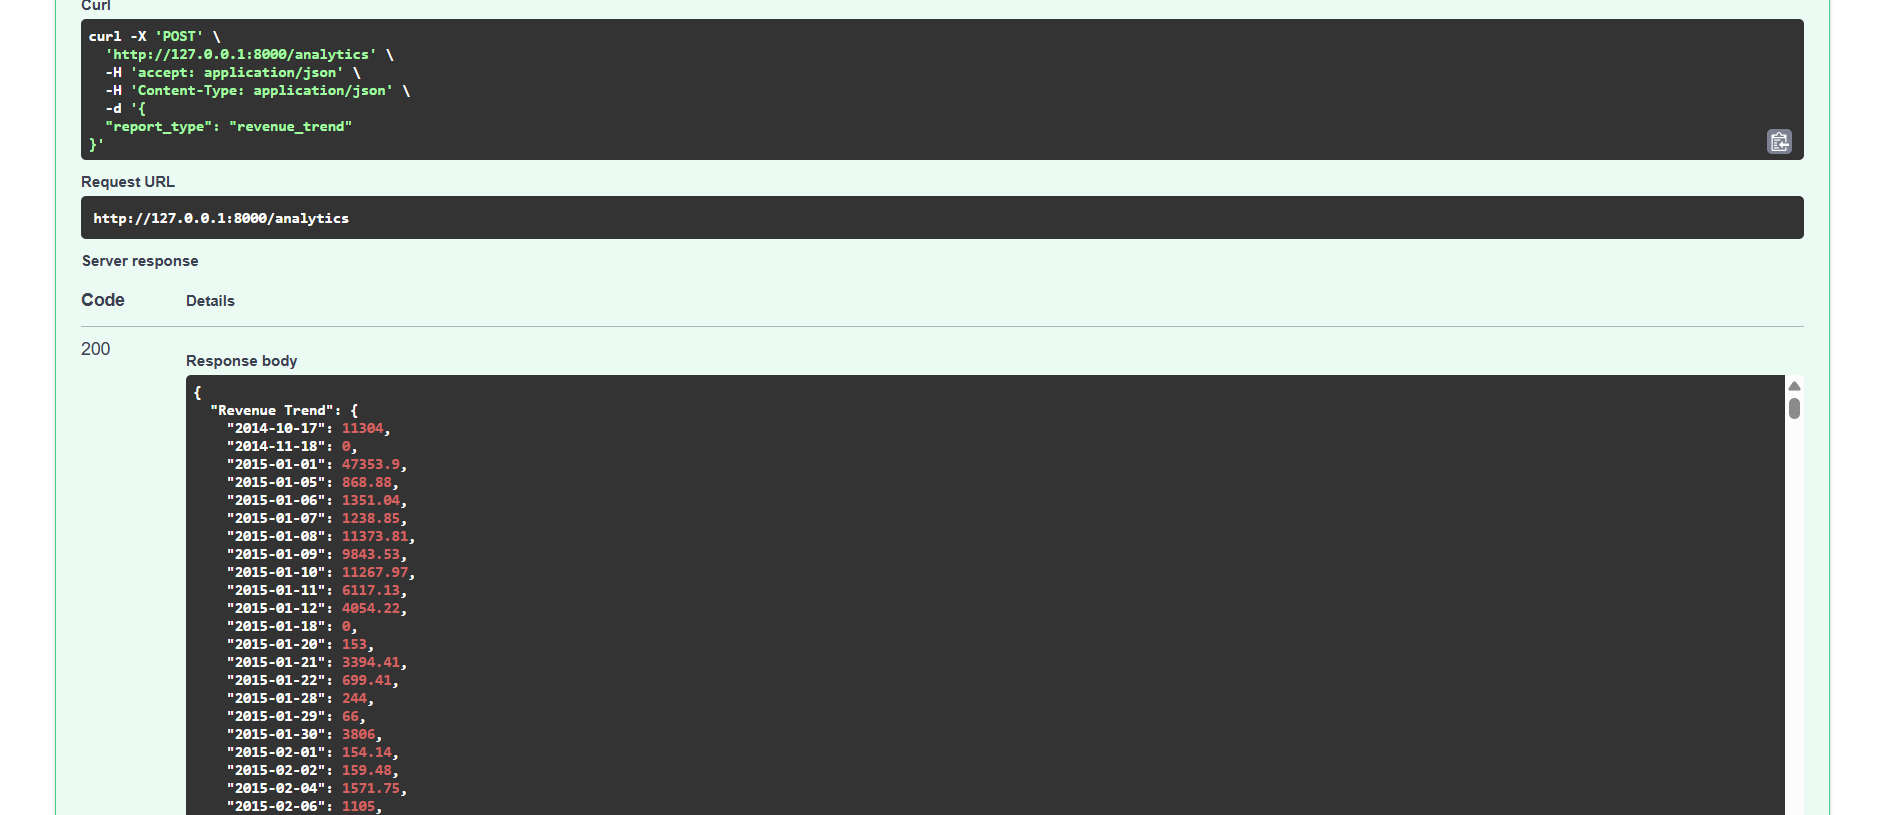 Curl
curl -X 'POST' \
  'http://127.0.0.1:8000/analytics' \
  -H 'accept: application/json' \
  -H 'Content-Type: application/json' \
  -d '{
  "report_type": "revenue_trend"
}'
Request URL
http://127.0.0.1:8000/analytics
Server response
Code Details
200
Response body
{
  "Revenue Trend": {
    "2014-10-17": 11304,
    "2014-11-18": 0,
    "2015-01-01": 47353.9,
    "2015-01-05": 868.88,
    "2015-01-06": 1351.04,
    "2015-01-07": 1238.85,
    "2015-01-08": 11373.81,
    "2015-01-09": 9843.53,
    "2015-01-10": 11267.97,
    "2015-01-11": 6117.13,
    "2015-01-12": 4054.22,
    "2015-01-18": 0,
    "2015-01-20": 153,
    "2015-01-21": 3394.41,
    "2015-01-22": 699.41,
    "2015-01-28": 244,
    "2015-01-29": 66,
    "2015-01-30": 3806,
    "2015-02-01": 154.14,
    "2015-02-02": 159.48,
    "2015-02-04": 1571.75,
    "2015-02-06": 1105,